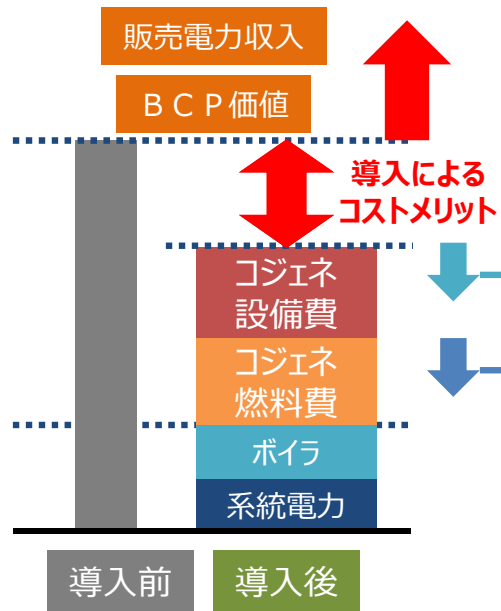 販売電力収入
ＢＣＰ価値
導入による
コストメリット
コジェネ
設備費
コジェネ
燃料費
ボイラ
系統電力
導入前
導入後